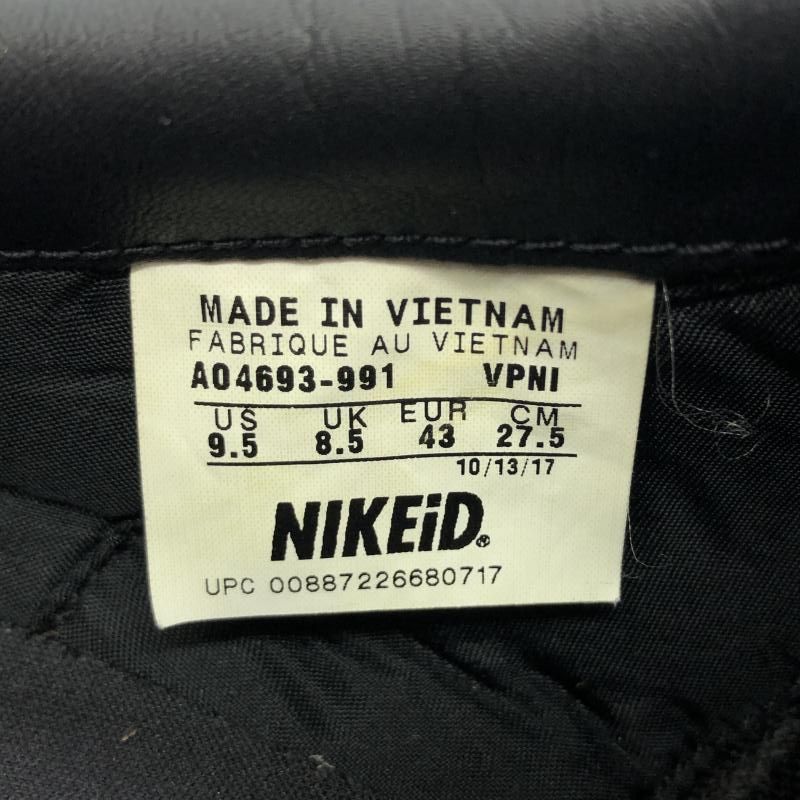 MADE IN VIETNAM
FABRIQUE AU VIETNAM
AO4693-991 VPNI
US UK EUR CM
9.5 8.5 43 27.5
10/13/17
NIKEiD®
UPC 00887226680717